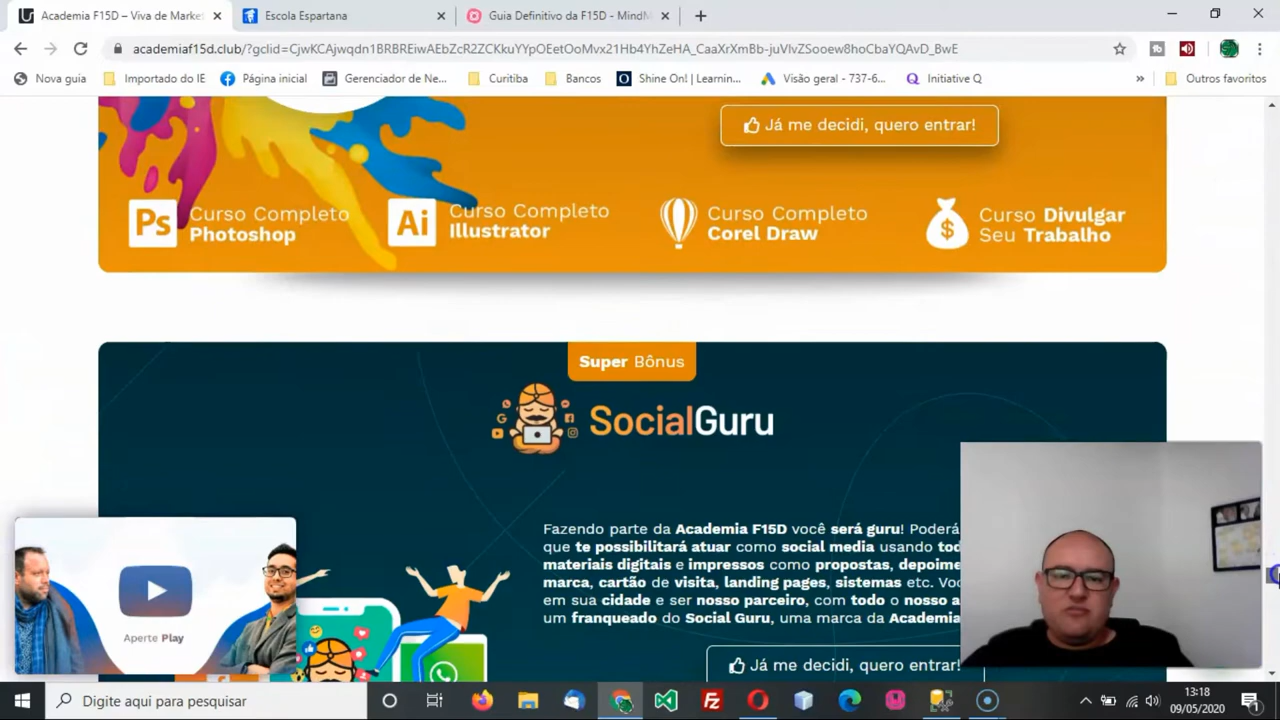 Academia F15D – Viva de Marke
Escola Espartana
Guia Definitivo da F15D - MindM
academiaf15d.club/?gclid=CjwKCAjwqdn1BRBREiwAEbZcR2ZCKkuYYpOEetOoMvx21Hb4YhZeHA_CaaXrXmBb-juVlvZSooew8hoCbaYQAvD_BwE
Nova guia
Importado do IE
Página inicial
Gerenciador de Ne...
Curitiba
Bancos
Shine On! | Learnin...
Visão geral - 737-6...
Initiative Q
»
Outros favoritos
Já me decidi, quero entrar!
Ps
Curso Completo
Photoshop
Ai
Curso Completo
Illustrator
Curso Completo
Corel Draw
$
Curso Divulgar
Seu Trabalho
Super Bônus
SocialGuru
Fazendo parte da Academia F15D você será guru! Poderá
que te possibilitará atuar como social media usando tod
materiais digitais e impressos como propostas, depoime
marca, cartão de visita, landing pages, sistemas etc. Voc
em sua cidade e ser nosso parceiro, com todo o nosso a
um franqueado do Social Guru, uma marca da Academia
Já me decidi, quero entrar!
Aperte Play
Digite aqui para pesquisar
13:18
09/05/2020
1